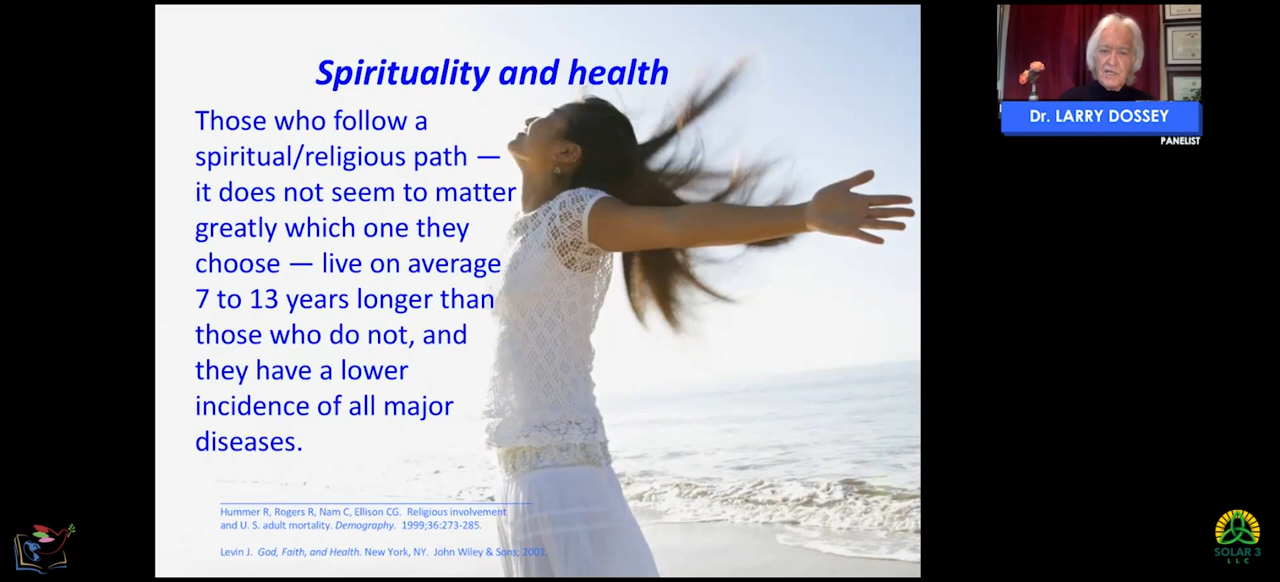 Spirituality and health
Those who follow a
spiritual/religious path —
it does not seem to matter
greatly which one they
choose — live on average
7 to 13 years longer than
those who do not, and
they have a lower
incidence of all major
diseases.
Hummer R, Rogers R, Nam C, Ellison CG. Religious involvement
and U. S. adult mortality. Demography. 1999;36:273-285.
Levin J. God, Faith, and Health. New York, NY. John Wiley & Sons; 2001.
Dr. LARRY DOSSEY
PANELIST
SOLAR 3
LLC